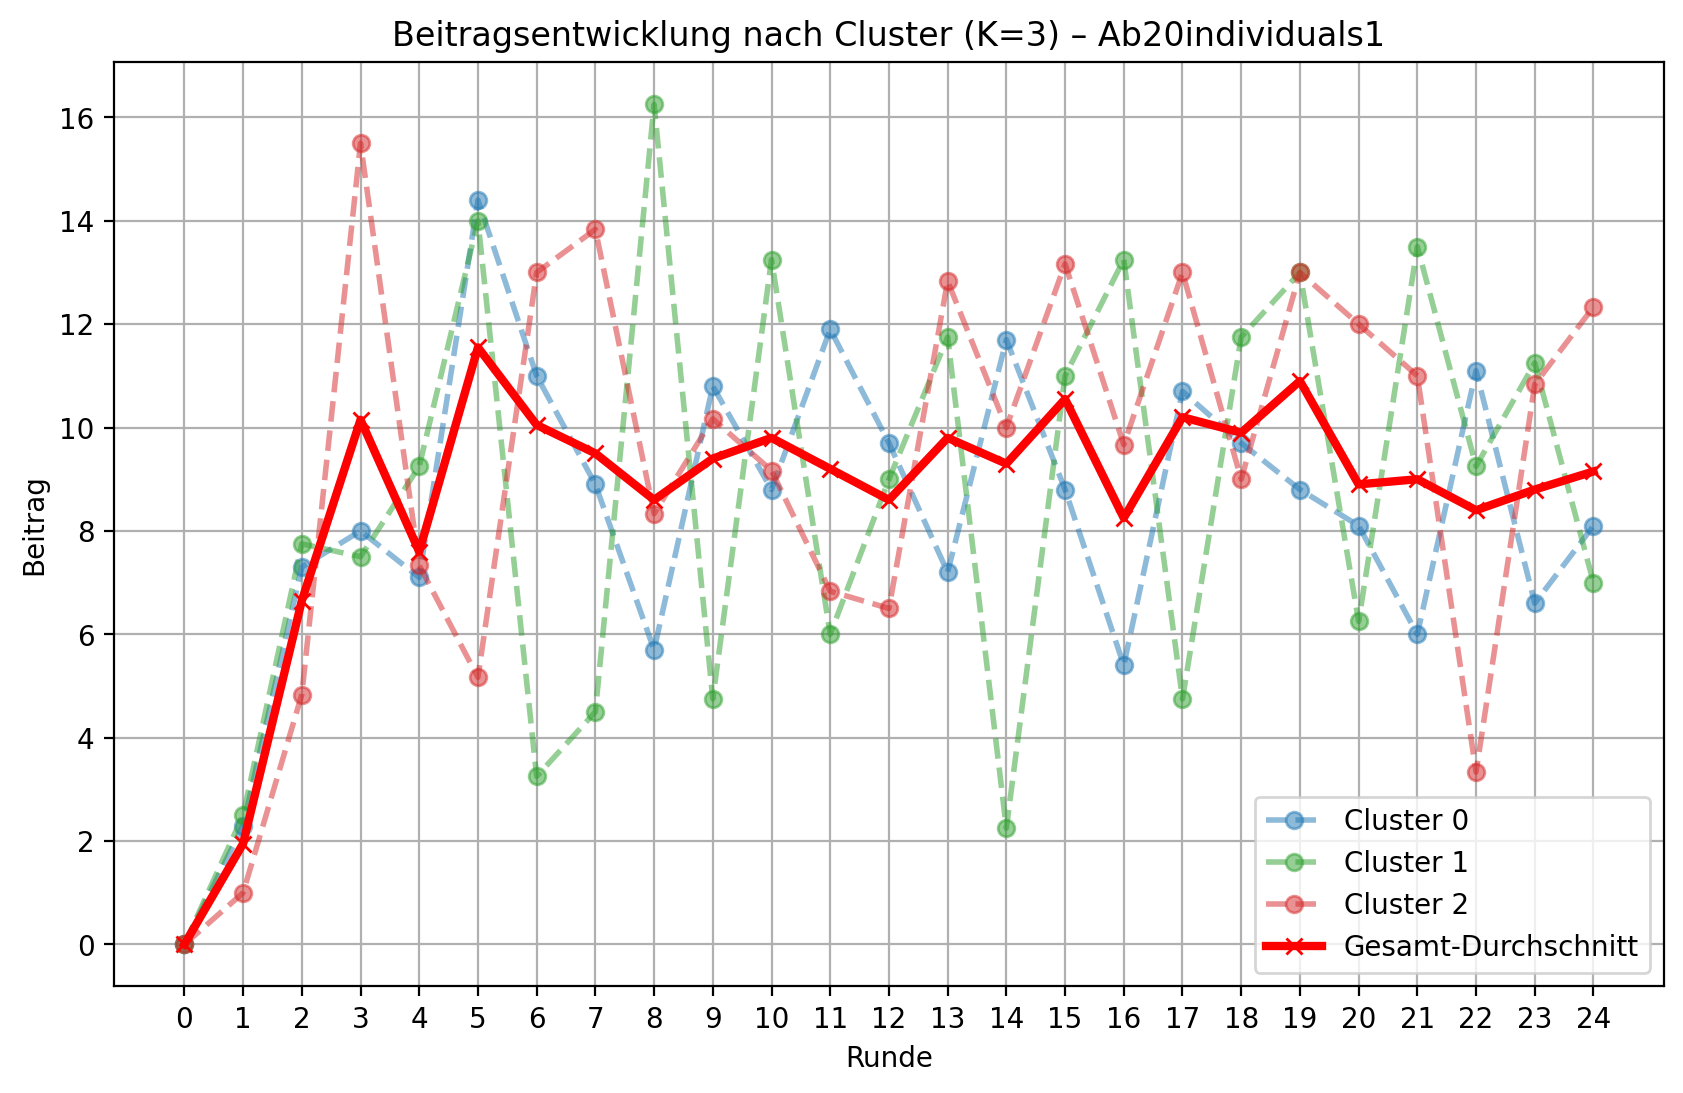 Beitragsentwicklung nach Cluster (K=3) – Ab20individuals1
Beitrag
16
14
12
10
8
6
4
2
0
Cluster 0
Cluster 1
Cluster 2
Gesamt-Durchschnitt
0 1 2 3 4 5 6 7 8 9 10 11 12 13 14 15 16 17 18 19 20 21 22 23 24
Runde